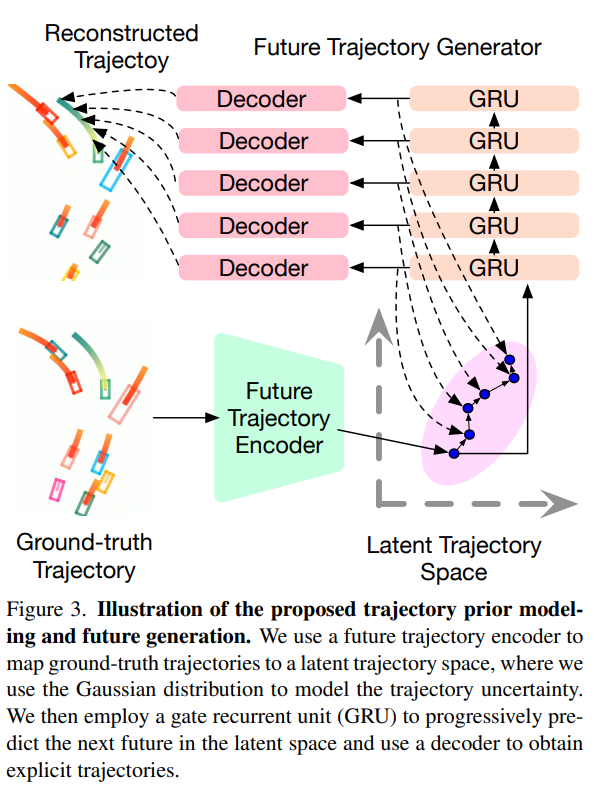 Reconstructed
Trajectoy
Future Trajectory Generator
Decoder
GRU
Decoder
GRU
Decoder
GRU
Decoder
GRU
Decoder
GRU
Future
Trajectory
Encoder
Ground-truth
Trajectory
Latent Trajectory
Space
Figure 3. Illustration of the proposed trajectory prior model-
ing and future generation. We use a future trajectory encoder to
map ground-truth trajectories to a latent trajectory space, where we
use the Gaussian distribution to model the trajectory uncertainty.
We then employ a gate recurrent unit (GRU) to progressively pre-
dict the next future in the latent space and use a decoder to obtain
explicit trajectories.